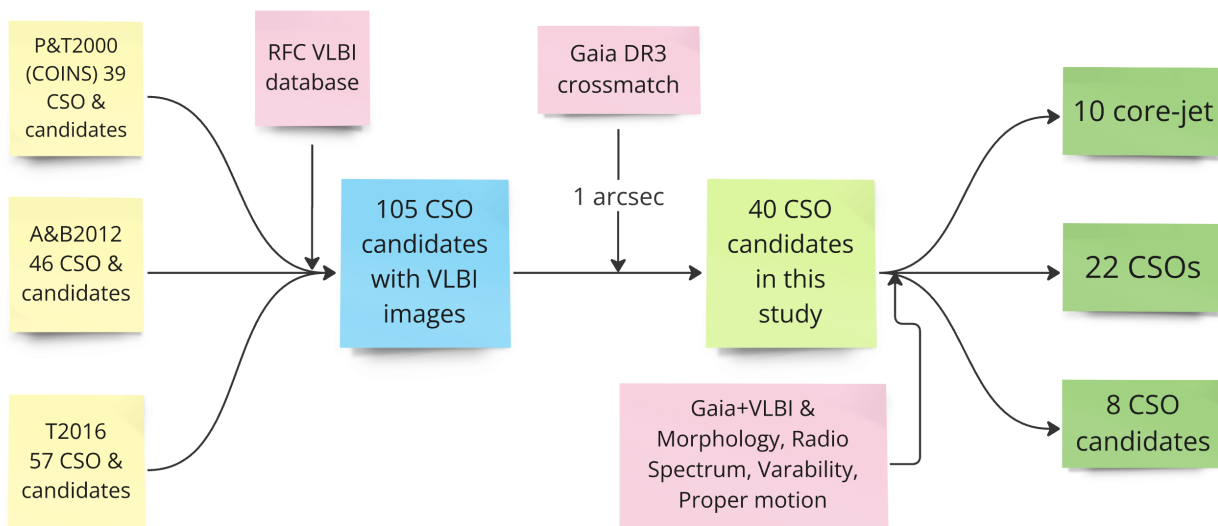 P&T2000
(COINS) 39
CSO &
candidates
A&B2012
46 CSO &
candidates
T2016
57 CSO &
candidates
RFC VLBI
database
105 CSO
candidates
with VLBI
images
Gaia DR3
crossmatch
1 arcsec
40 CSO
candidates
in this
study
Gaia+VLBI &
Morphology, Radio
Spectrum, Varability,
Proper motion
10 core-jet
22 CSOs
8 CSO
candidates